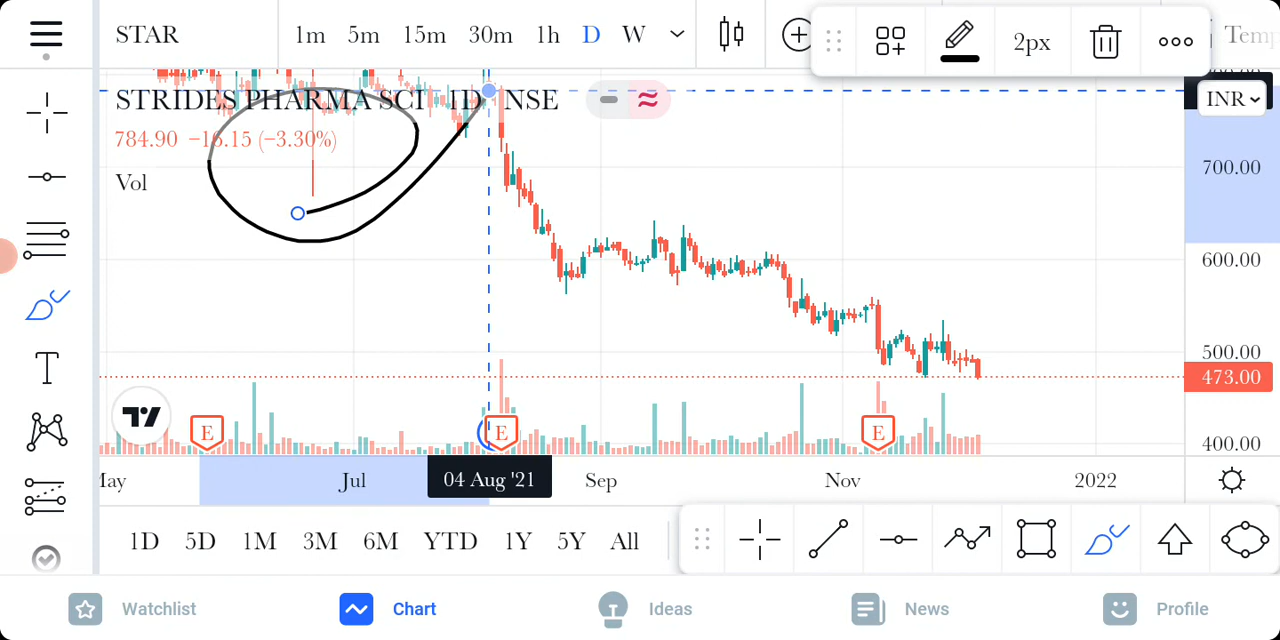 STAR 1m 5m 15m 30m 1h D W 2px
STRIDES PHARMA SCI LTD NSE INR
784.90 −16.15 (−3.30%)
Vol
700.00
600.00
500.00
473.00
400.00
E E E
Jul 04 Aug '21 Sep Nov 2022
1D 5D 1M 3M 6M YTD 1Y 5Y All
Watchlist Chart Ideas News Profile